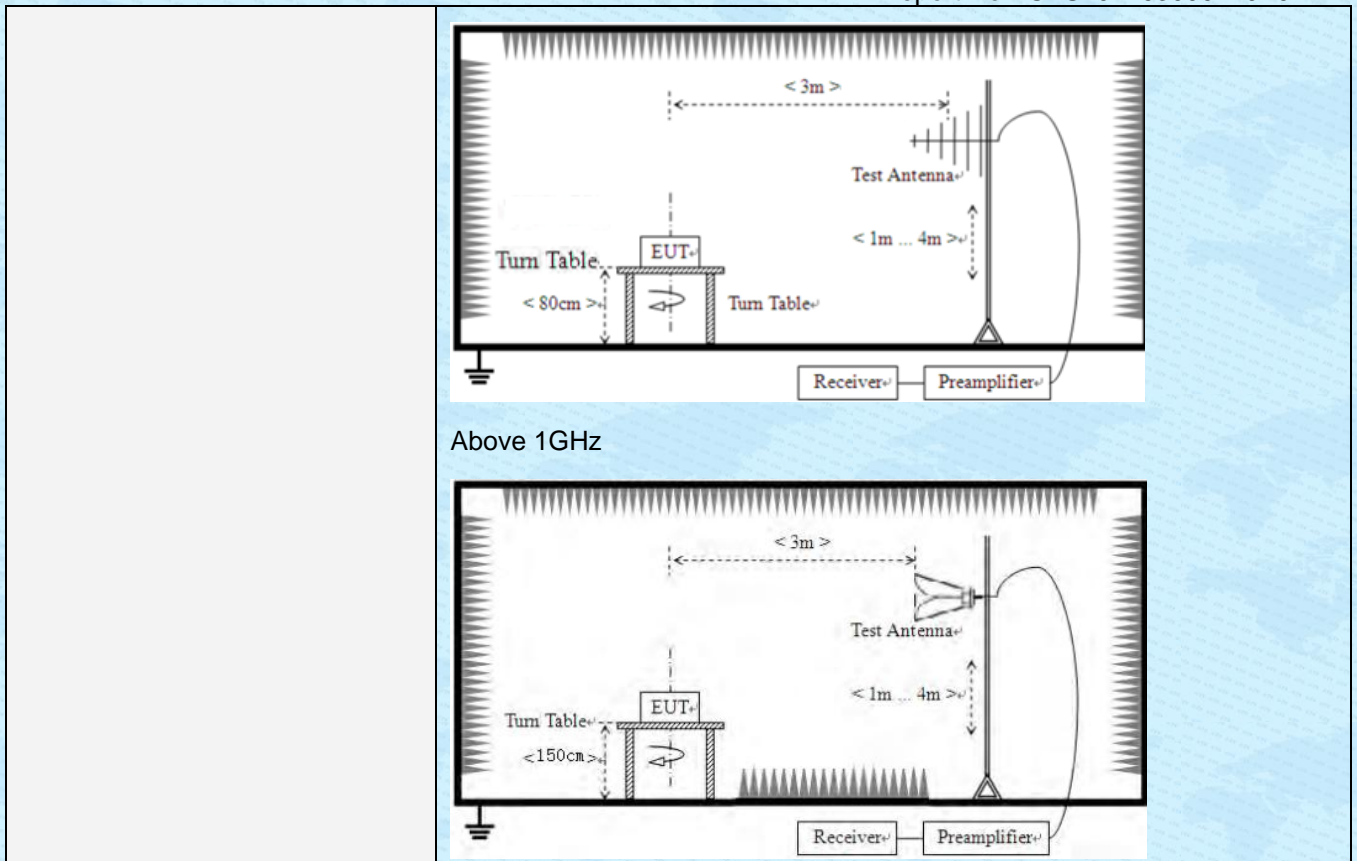 < 3m >
Test Antenna
< 1m ... 4m >
EUT
Turn Table
< 80cm >
Turn Table
Receiver
Preamplifier
Above 1GHz
< 3m >
Test Antenna
< 1m ... 4m >
EUT
Turn Table
<150cm>
Receiver
Preamplifier